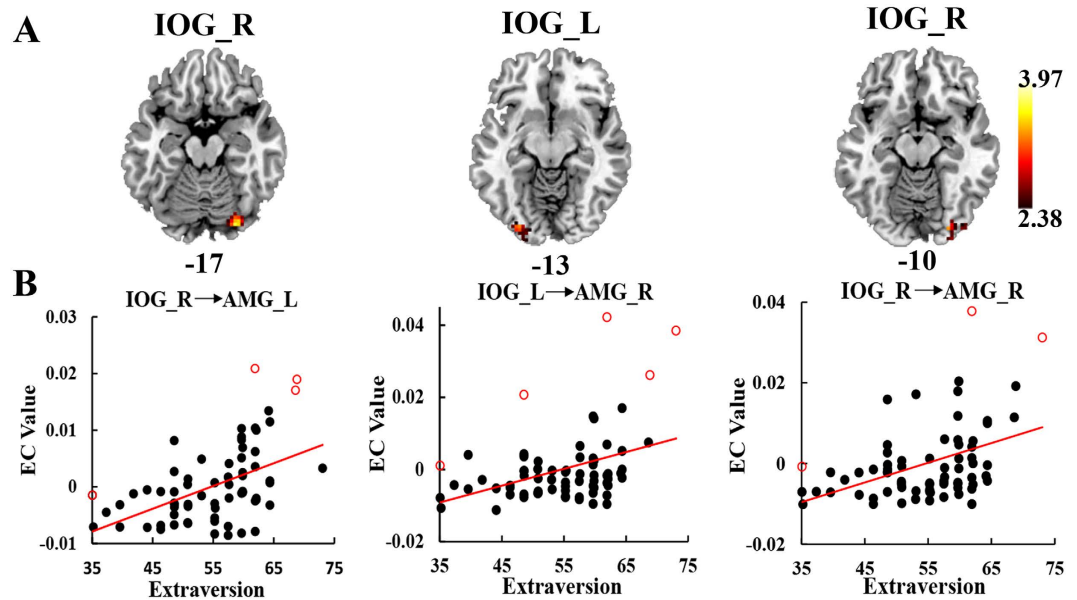 A
IOG_R
IOG_L
IOG_R
3.97
2.38
-17
-13
-10
B
IOG_R→AMG_L
IOG_L→AMG_R
IOG_R→AMG_R
EC Value
0.03
0.02
0.01
0
-0.01
35
45
55
65
75
Extraversion
EC Value
0.04
0.02
0
-0.02
35
45
55
65
75
Extraversion
EC Value
0.04
0.02
0
-0.02
35
45
55
65
75
Extraversion